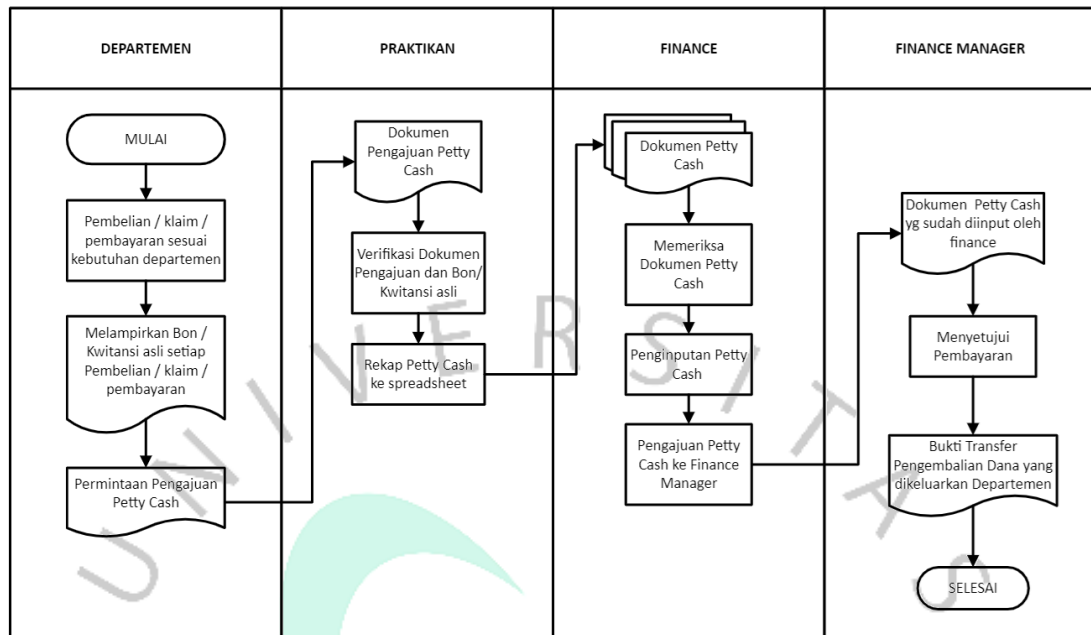 DEPARTEMEN
PRAKTIKAN
FINANCE
FINANCE MANAGER
MULAI
Pembelian / klaim /
pembayaran sesuai
kebutuhan departemen
Melampirkan Bon /
Kwitansi asli setiap
Pembelian / klaim /
pembayaran
Permintaan Pengajuan
Petty Cash
Dokumen
Pengajuan Petty
Cash
Verifikasi Dokumen
Pengajuan dan Bon/
Kwitansi asli
Rekap Petty Cash
ke spreadsheet
Dokumen Petty
Cash
Memeriksa
Dokumen Petty
Cash
Penginputan Petty
Cash
Pengajuan Petty
Cash ke Finance
Manager
Dokumen Petty Cash
yg sudah diinput oleh
finance
Menyetujui
Pembayaran
Bukti Transfer
Pengembalian Dana yang
dikeluarkan Departemen
SELESAI
UNIVERSITAS